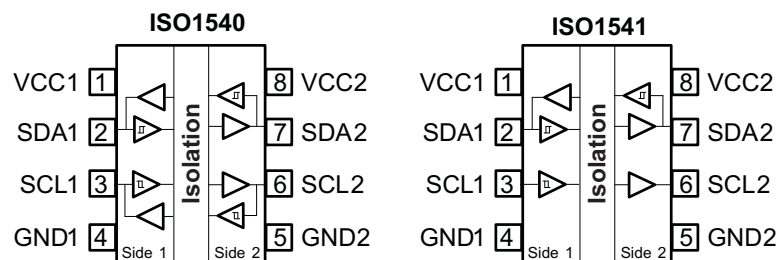 ISO1540
VCC1 1
SDA1 2
SCL1 3
GND1 4
Side 1
Isolation
Side 2
8 VCC2
7 SDA2
6 SCL2
5 GND2
ISO1541
VCC1 1
SDA1 2
SCL1 3
GND1 4
Side 1
Isolation
Side 2
8 VCC2
7 SDA2
6 SCL2
5 GND2